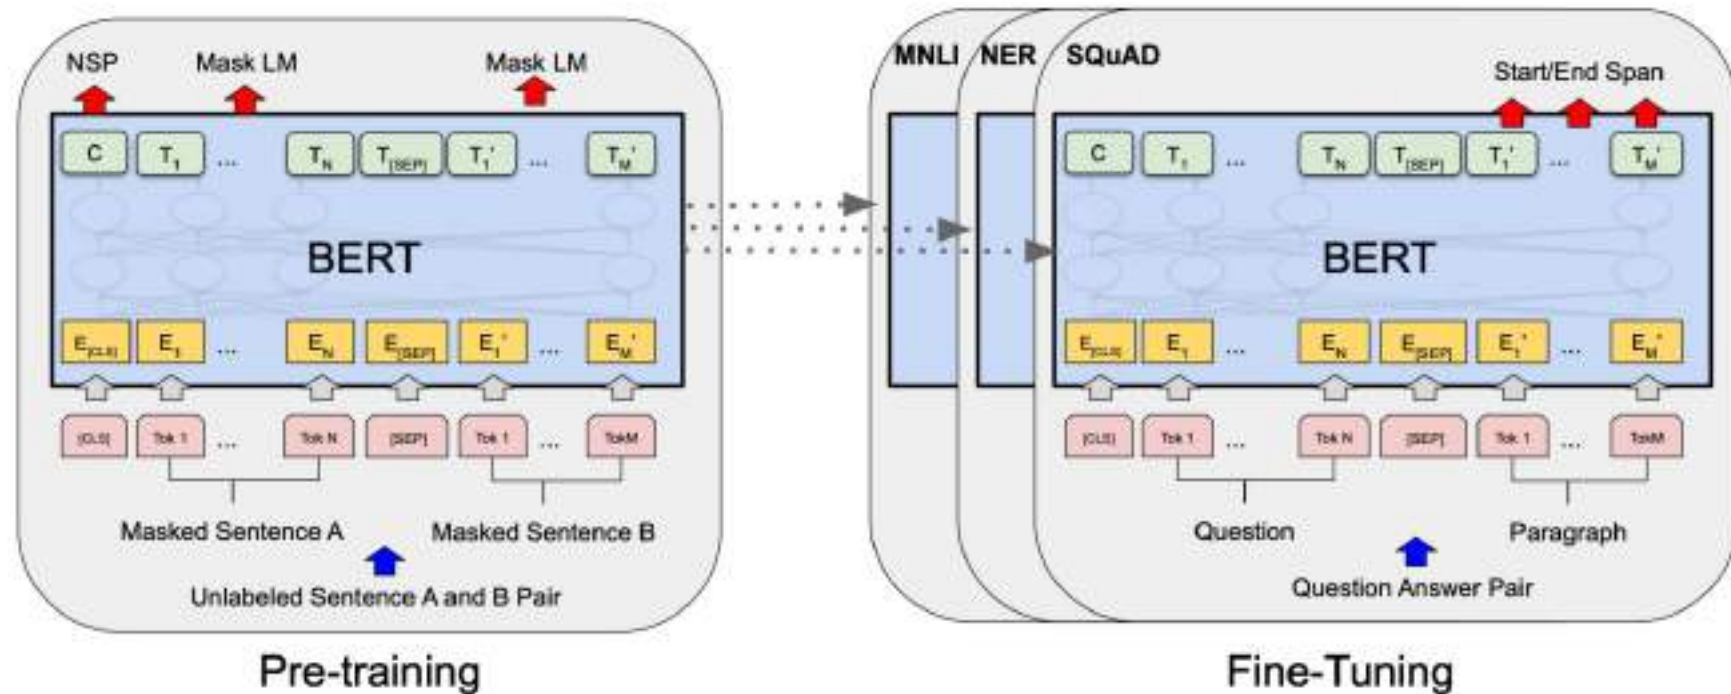 NSP Mask LM Mask LM
C T1 ... TN T[SEP] T1' ... TM'
BERT
E[CLS] E1 ... EN E[SEP] E1' ... EM'
[CLS] Tok 1 ... Tok N [SEP] Tok 1 ... TokM
Masked Sentence A Masked Sentence B
Unlabeled Sentence A and B Pair
Pre-training
MNLI NER SQuAD
Start/End Span
C T1 ... TN T[SEP] T1' ... TM'
BERT
E[CLS] E1 ... EN E[SEP] E1' ... EM'
[CLS] Tok 1 ... Tok N [SEP] Tok 1 ... TokM
Question Paragraph
Question Answer Pair
Fine-Tuning